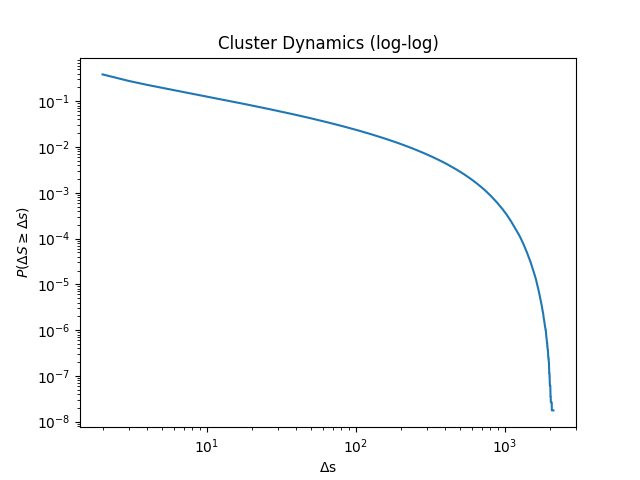 Cluster Dynamics (log-log)
P(ΔS ≥ Δs)
10⁻¹
10⁻²
10⁻³
10⁻⁴
10⁻⁵
10⁻⁶
10⁻⁷
10⁻⁸
10¹ 10² 10³
Δs